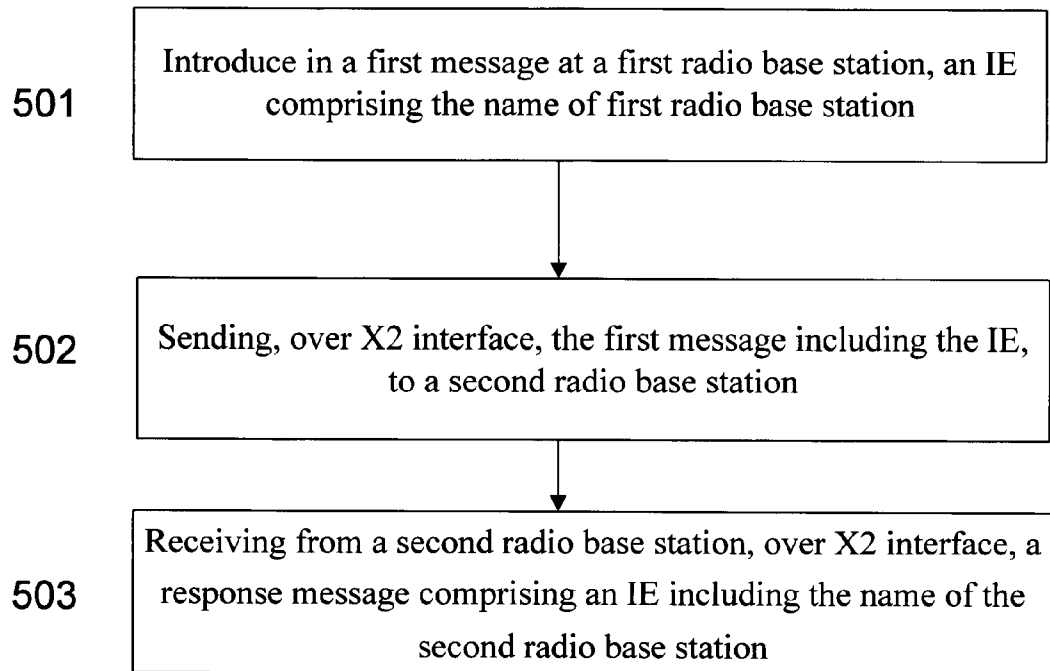 501
Introduce in a first message at a first radio base station, an IE
comprising the name of first radio base station
502
Sending, over X2 interface, the first message including the IE,
to a second radio base station
503
Receiving from a second radio base station, over X2 interface, a
response message comprising an IE including the name of the
second radio base station